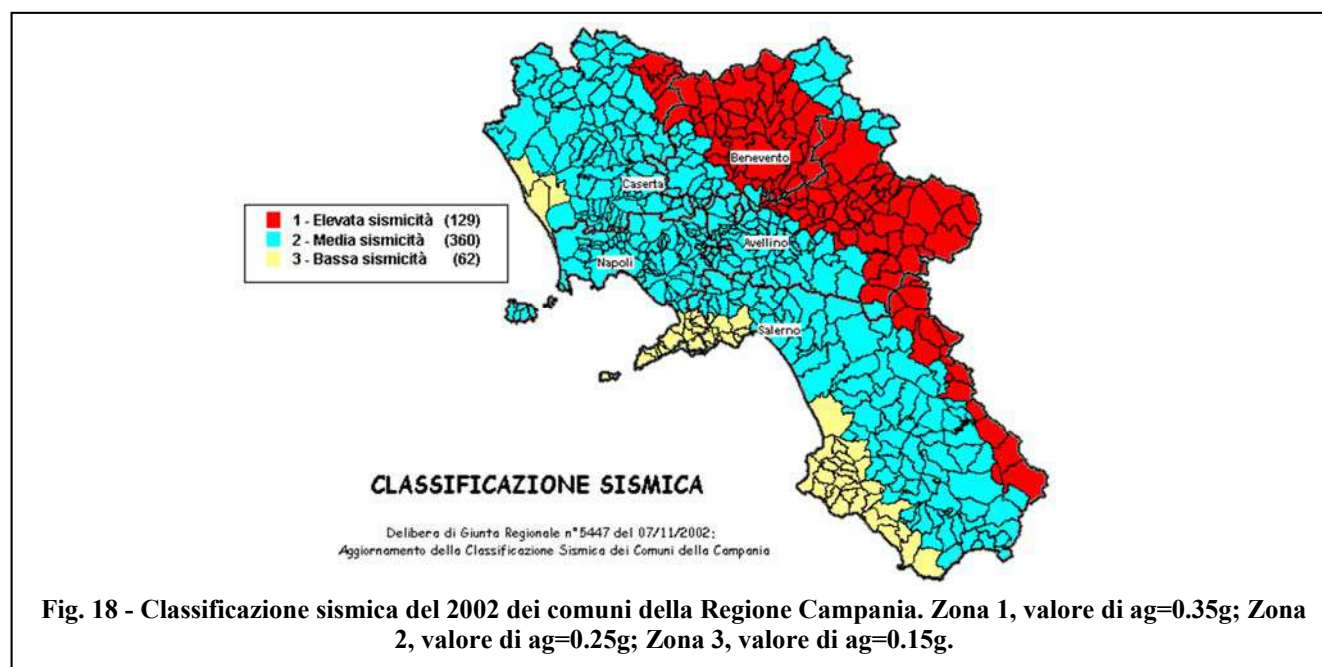 Benevento
Caserta
1 - Elevata sismicità (129)
2 - Media sismicità (360)
3 - Bassa sismicità (62)
Avellino
Napoli
Salerno
CLASSIFICAZIONE SISMICA
Delibera di Giunta Regionale n°5447 del 07/11/2002;
Aggiornamento della Classificazione Sismica dei Comuni della Campania
Fig. 18 - Classificazione sismica del 2002 dei comuni della Regione Campania. Zona 1, valore di ag=0.35g; Zona
2, valore di ag=0.25g; Zona 3, valore di ag=0.15g.